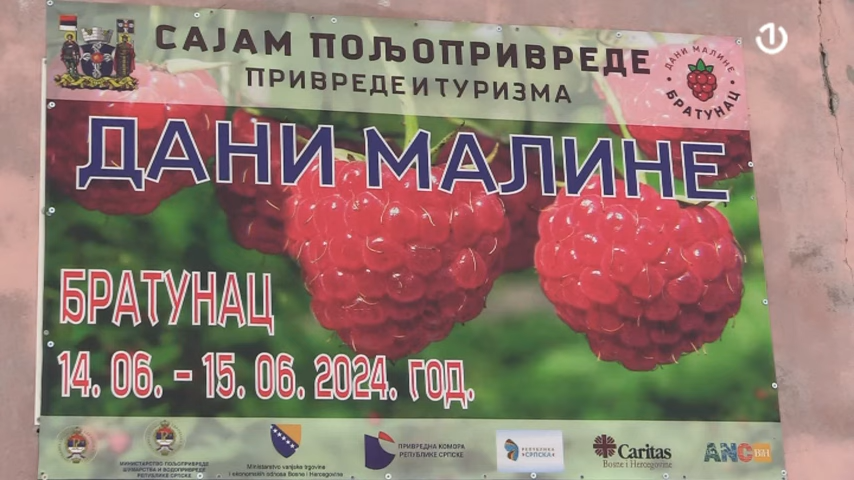 САЈАМ ПОЉОПРИВРЕДЕ
ПРИВРЕДЕ И ТУРИЗМА
ДАНИ МАЛИНЕ
БРАТУНАЦ
ДАНИ МАЛИНЕ
БРАТУНАЦ
14. 06. - 15. 06. 2024. ГОД.
МИНИСТАРСТВО ПОЉОПРИВРЕДЕ
ШУМАРСТВА И ВОДОПРИВРЕДЕ
РЕПУБЛИКЕ СРПСКЕ
Ministarstvo vanjske trgovine
i ekonomskih odnosa Bosne i Hercegovine
ПРИВРЕДНА КОМОРА
РЕПУБЛИКЕ СРПСКЕ
РЕПУБЛИКА
СРПСКА
Caritas
Bosne i Hercegovine